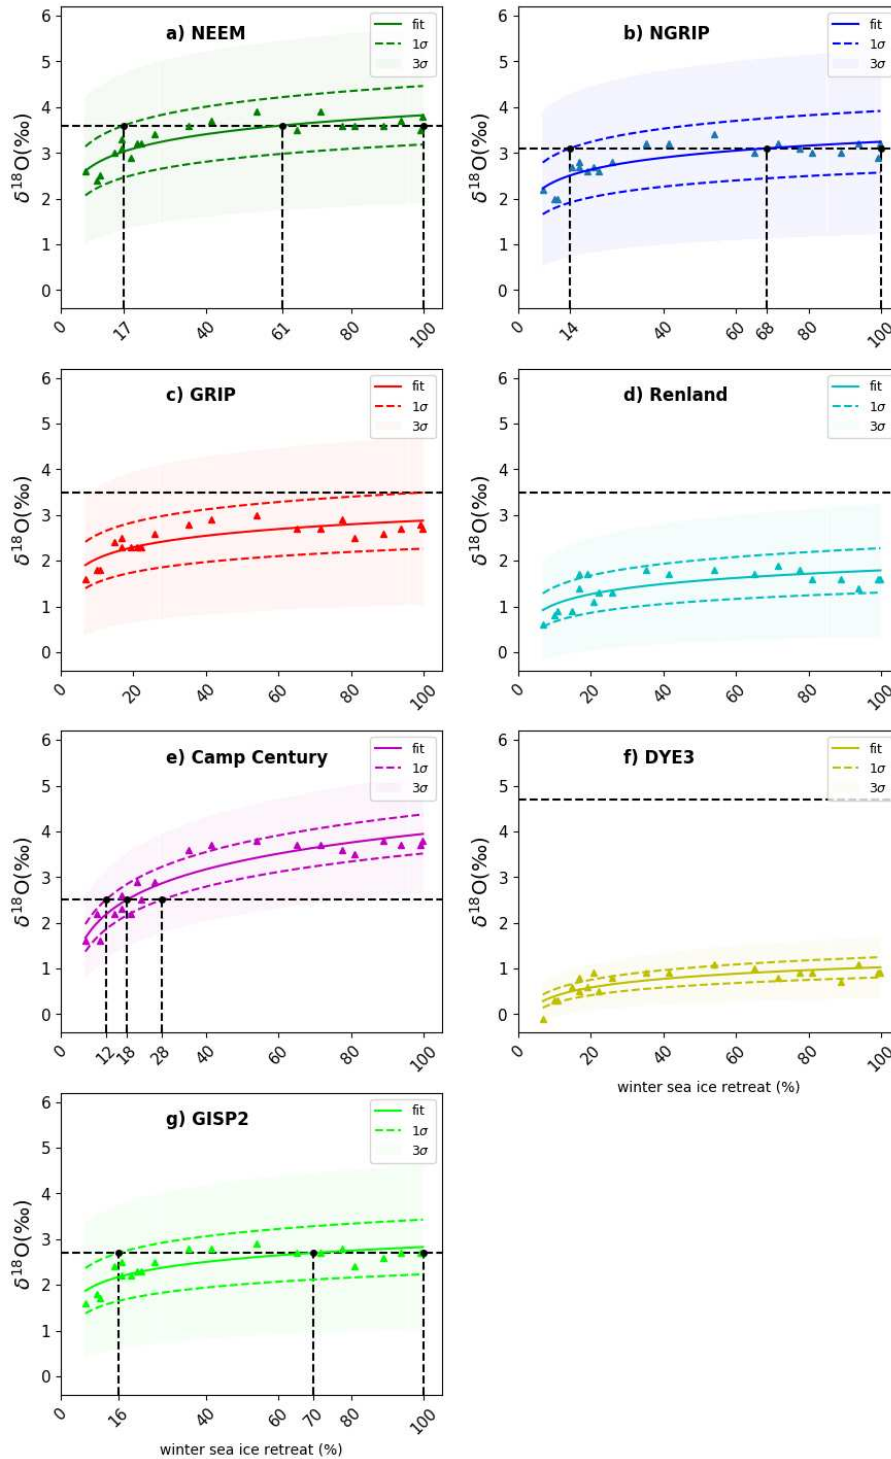 a) NEEM
fit
1σ
3σ
δ18O(‰)
6
5
4
3
2
1
0
0
17
40
61
80
100
b) NGRIP
fit
1σ
3σ
δ18O(‰)
6
5
4
3
2
1
0
0
14
40
60
68
80
100
c) GRIP
fit
1σ
3σ
δ18O(‰)
6
5
4
3
2
1
0
0
20
40
60
80
100
d) Renland
fit
1σ
3σ
δ18O(‰)
6
5
4
3
2
1
0
0
20
40
60
80
100
e) Camp Century
fit
1σ
3σ
δ18O(‰)
6
5
4
3
2
1
0
0
12
18
28
40
60
80
100
f) DYE3
fit
1σ
3σ
δ18O(‰)
6
5
4
3
2
1
0
0
20
40
60
80
100
winter sea ice retreat (%)
g) GISP2
fit
1σ
3σ
δ18O(‰)
6
5
4
3
2
1
0
0
16
40
60
70
80
100
winter sea ice retreat (%)